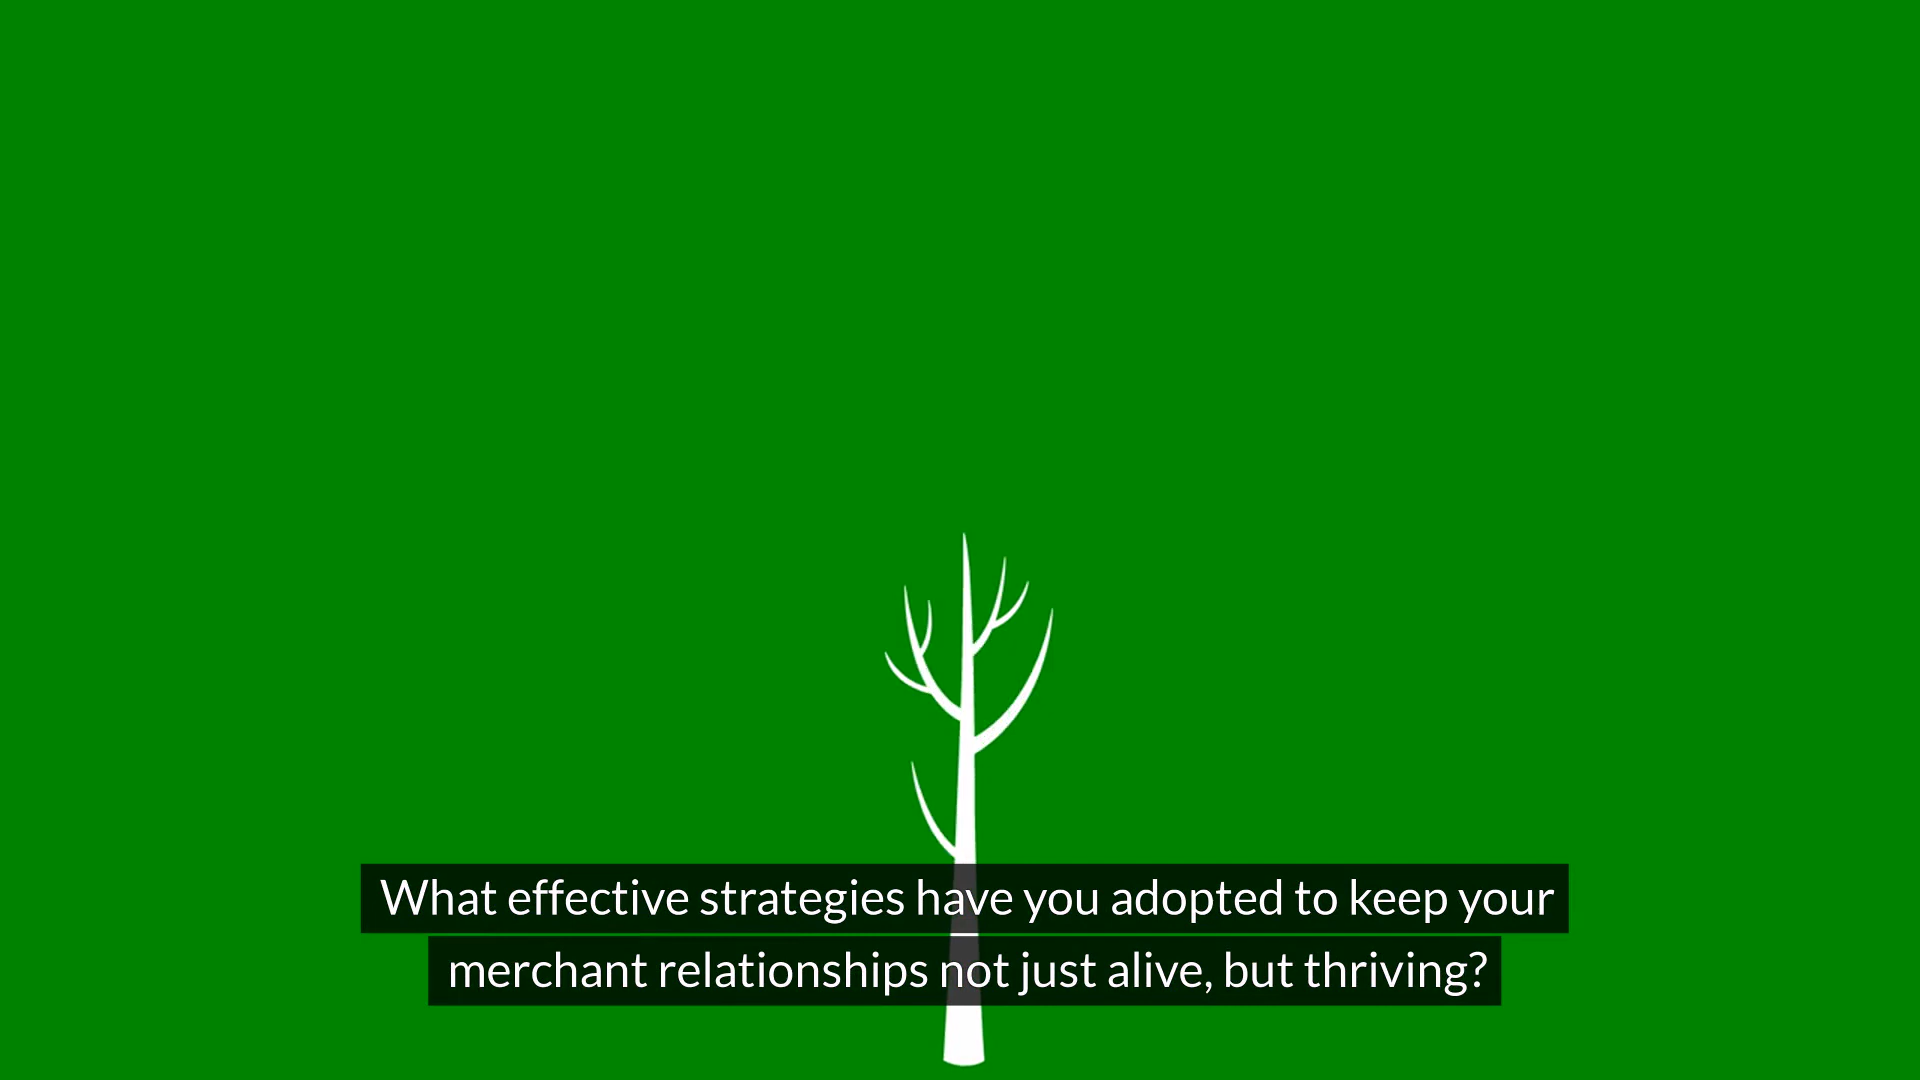 What effective strategies have you adopted to keep your
merchant relationships not just alive, but thriving?